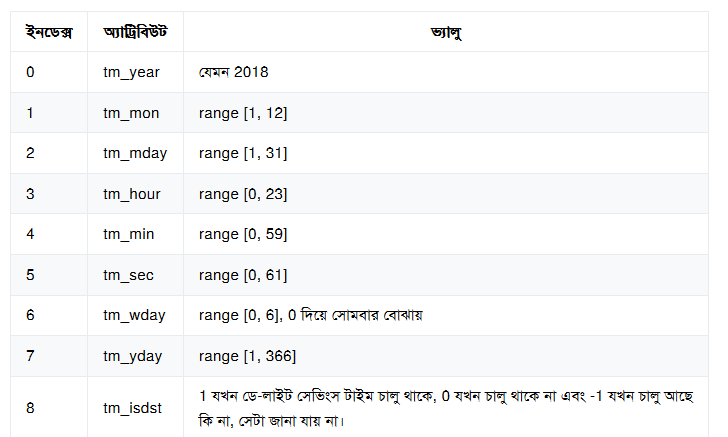 ইনডেক্স অ্যাট্রিবিউট ভ্যালু
0 tm_year যেমন 2018
1 tm_mon range [1, 12]
2 tm_mday range [1, 31]
3 tm_hour range [0, 23]
4 tm_min range [0, 59]
5 tm_sec range [0, 61]
6 tm_wday range [0, 6], 0 দিয়ে সোমবার বোঝায়
7 tm_yday range [1, 366]
8 tm_isdst 1 যখন ডে-লাইট সেভিংস টাইম চালু থাকে, 0 যখন চালু থাকে না এবং -1 যখন চালু আছে
কি না, সেটা জানা যায় না।